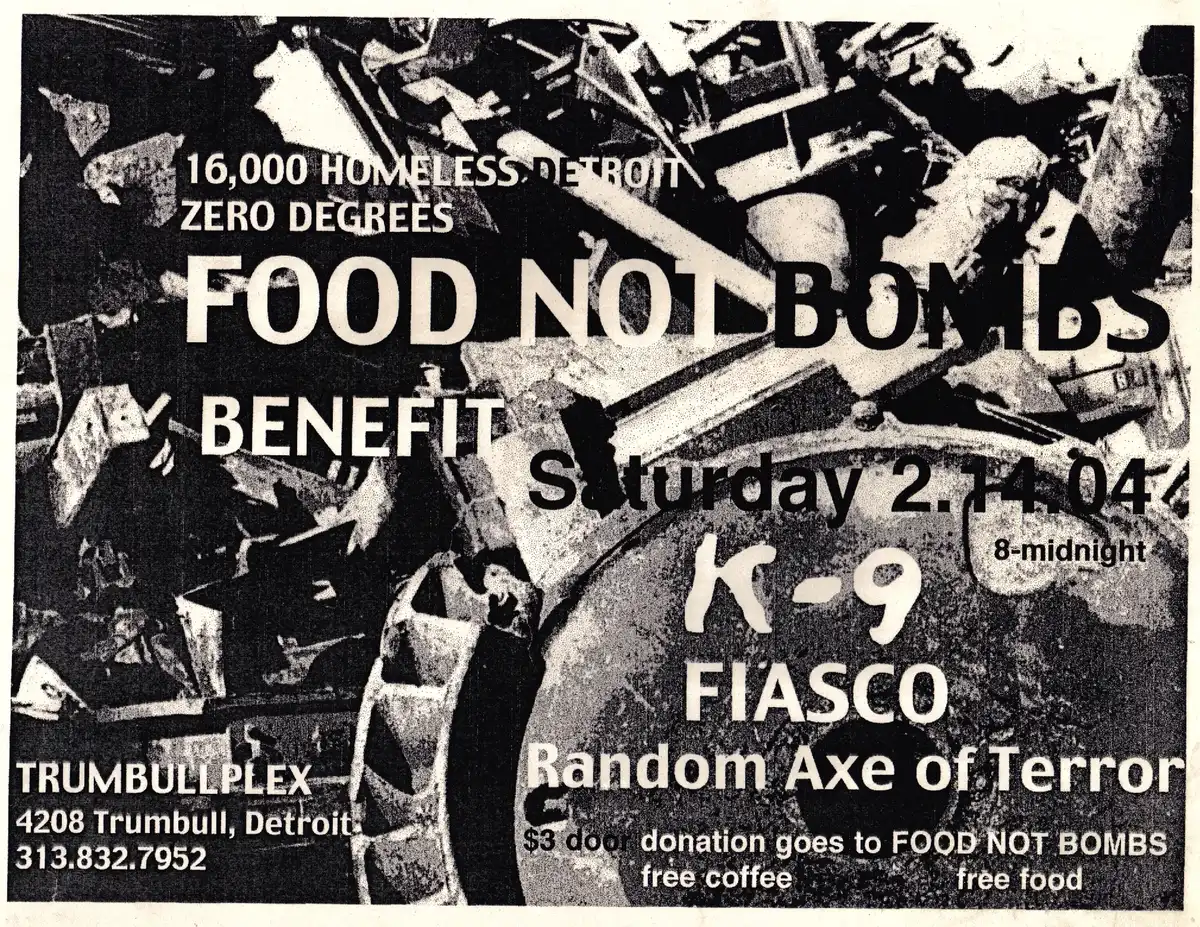 16,000 HOMELESS DETROIT
ZERO DEGREES
FOOD NOT BOMBS
BENEFIT
Saturday 2.14.04
8-midnight
K-9
FIASCO
Random Axe of Terror
TRUMBULLPLEX
4208 Trumbull, Detroit
313.832.7952
$3 door donation goes to FOOD NOT BOMBS
free coffee free food